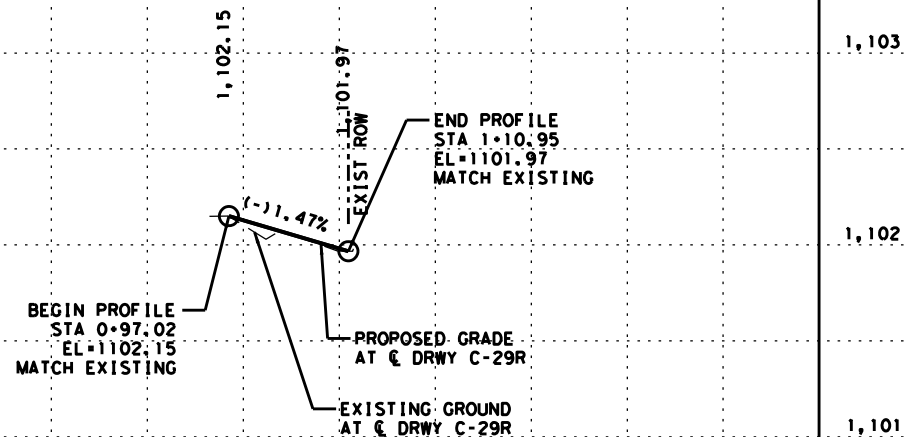 1,102.15
1,101.97
1,103
END PROFILE
STA 1+10.95
EL=1101.97
MATCH EXISTING
EXIST ROW
(-)1.47%
1,102
BEGIN PROFILE
STA 0+97.02
EL=1102.15
MATCH EXISTING
PROPOSED GRADE
AT ℄ DRWY C-29R
EXISTING GROUND
AT ℄ DRWY C-29R
1,101